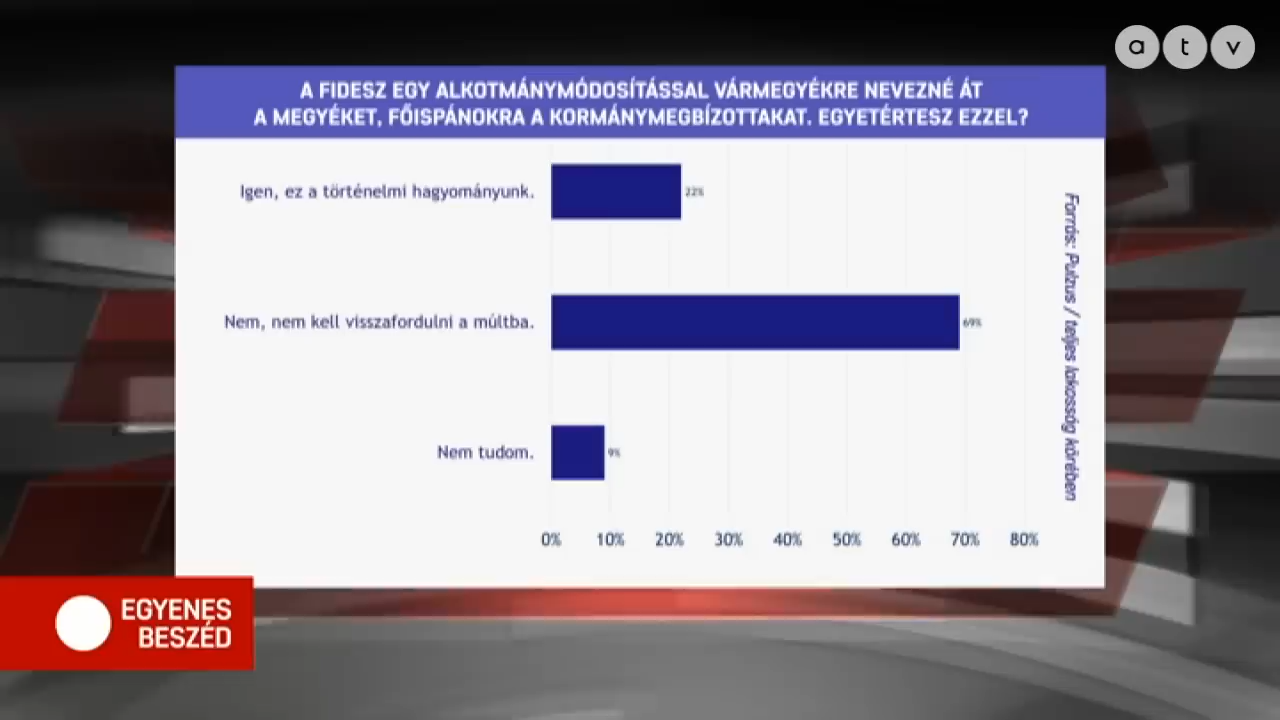 a t v
A FIDESZ EGY ALKOTMÁNYMÓDOSÍTÁSSAL VÁRMEGYÉKRE NEVEZNÉ ÁT
A MEGYÉKET, FŐISPÁNOKRA A KORMÁNYMEGBÍZOTTAKAT. EGYETÉRTESZ EZZEL?
Igen, ez a történelmi hagyományunk.
22%
Nem, nem kell visszafordulni a múltba.
69%
Nem tudom.
9%
0% 10% 20% 30% 40% 50% 60% 70% 80%
Forrás: Pulzus / teljes lakosság körében
EGYENES
BESZÉD